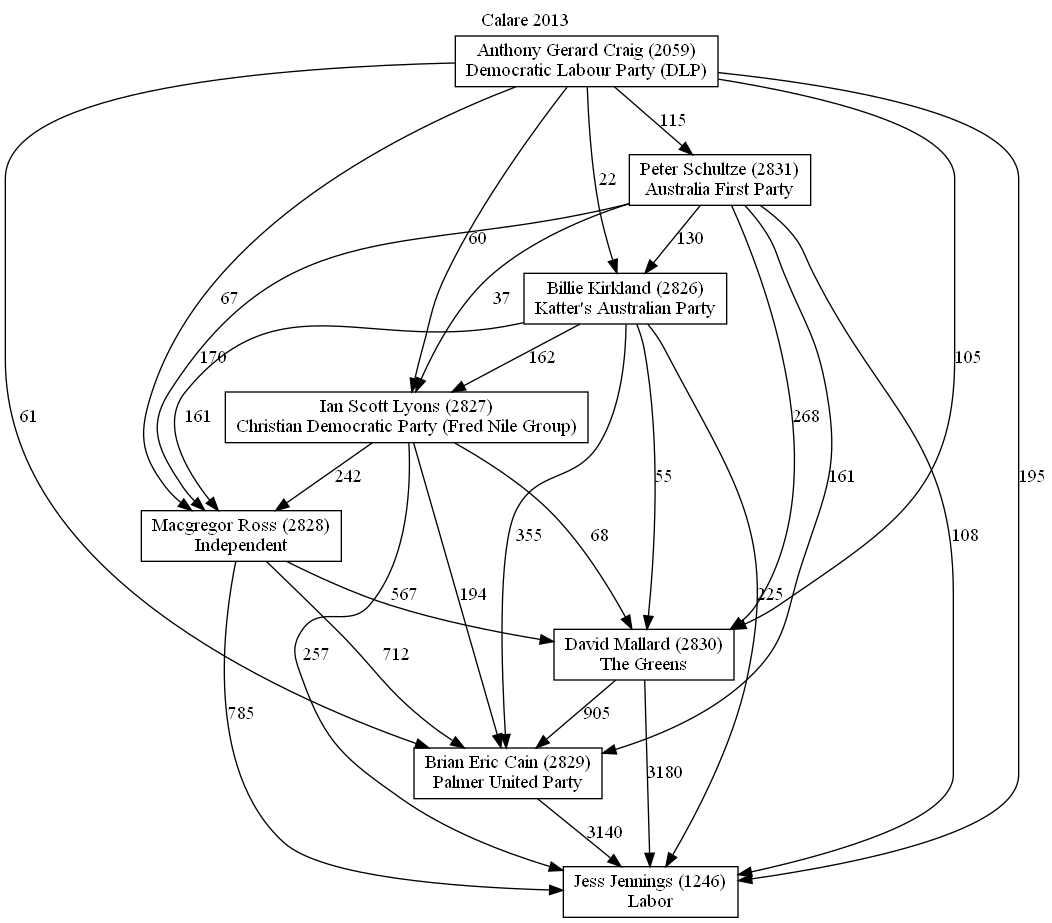 Calare 2013
Anthony Gerard Craig (2059)
Democratic Labour Party (DLP)
115
Peter Schultze (2831)
Australia First Party
22
60
130
Billie Kirkland (2826)
Katter's Australian Party
67
37
170
162
105
Ian Scott Lyons (2827)
Christian Democratic Party (Fred Nile Group)
61
161
268
242
55
161
195
Macgregor Ross (2828)
Independent
355
68
108
567
194
225
David Mallard (2830)
The Greens
257
712
785
905
Brian Eric Cain (2829)
Palmer United Party
3180
3140
Jess Jennings (1246)
Labor